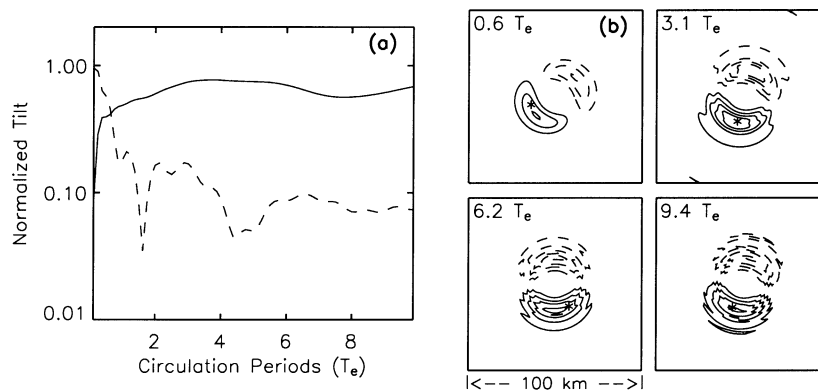 (a)
1.00
0.10
0.01
Normalized Tilt
2 4 6 8
Circulation Periods (Te)
(b)
0.6 Te
3.1 Te
6.2 Te
9.4 Te
|<-- 100 km -->|